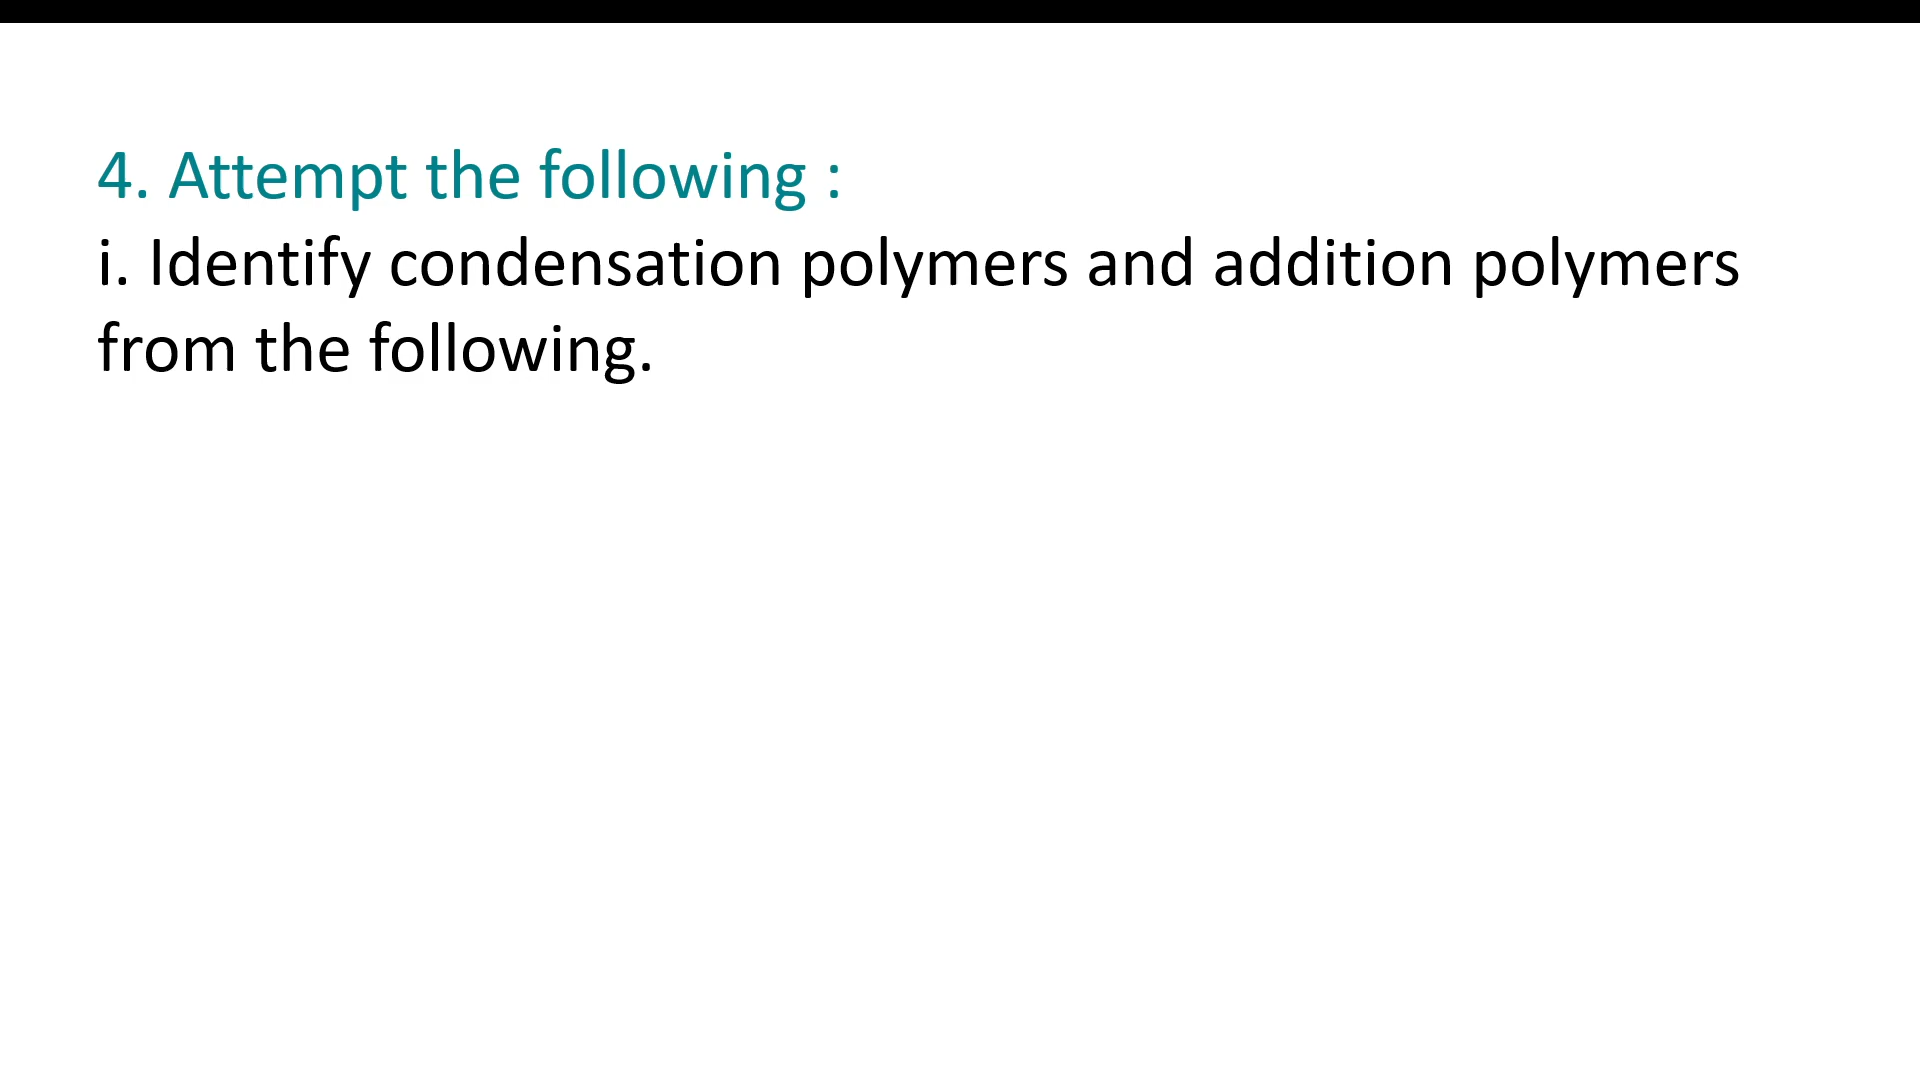 4. Attempt the following :
i. Identify condensation polymers and addition polymers
from the following.